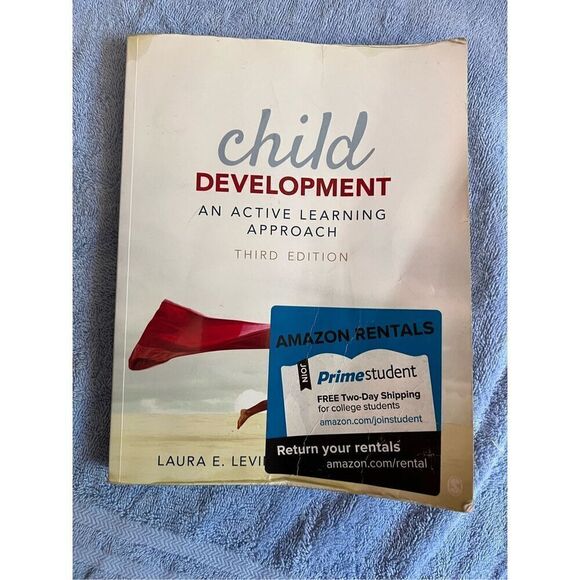 child
DEVELOPMENT
AN ACTIVE LEARNING
APPROACH
THIRD EDITION
AMAZON RENTALS
JOIN
Primestudent
FREE Two-Day Shipping
for college students
amazon.com/joinstudent
Return your rentals
amazon.com/rental
LAURA E. LEVI